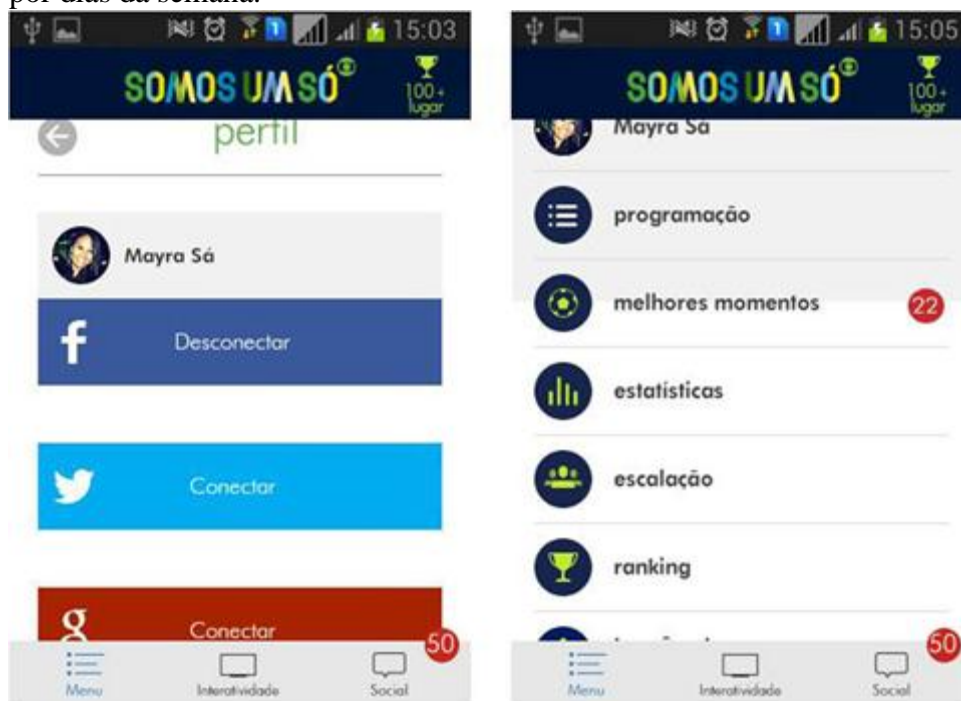 por dias da semana.
15:03
SOMOS UM SÓ
100+
lugar
perfil
Mayra Sá
f
Desconectar
Conectar
g
Conectar
50
Menu
Interatividade
Social
15:05
SOMOS UM SÓ
100+
lugar
Mayra Sá
programação
melhores momentos
22
estatísticas
escalação
ranking
50
Menu
Interatividade
Social